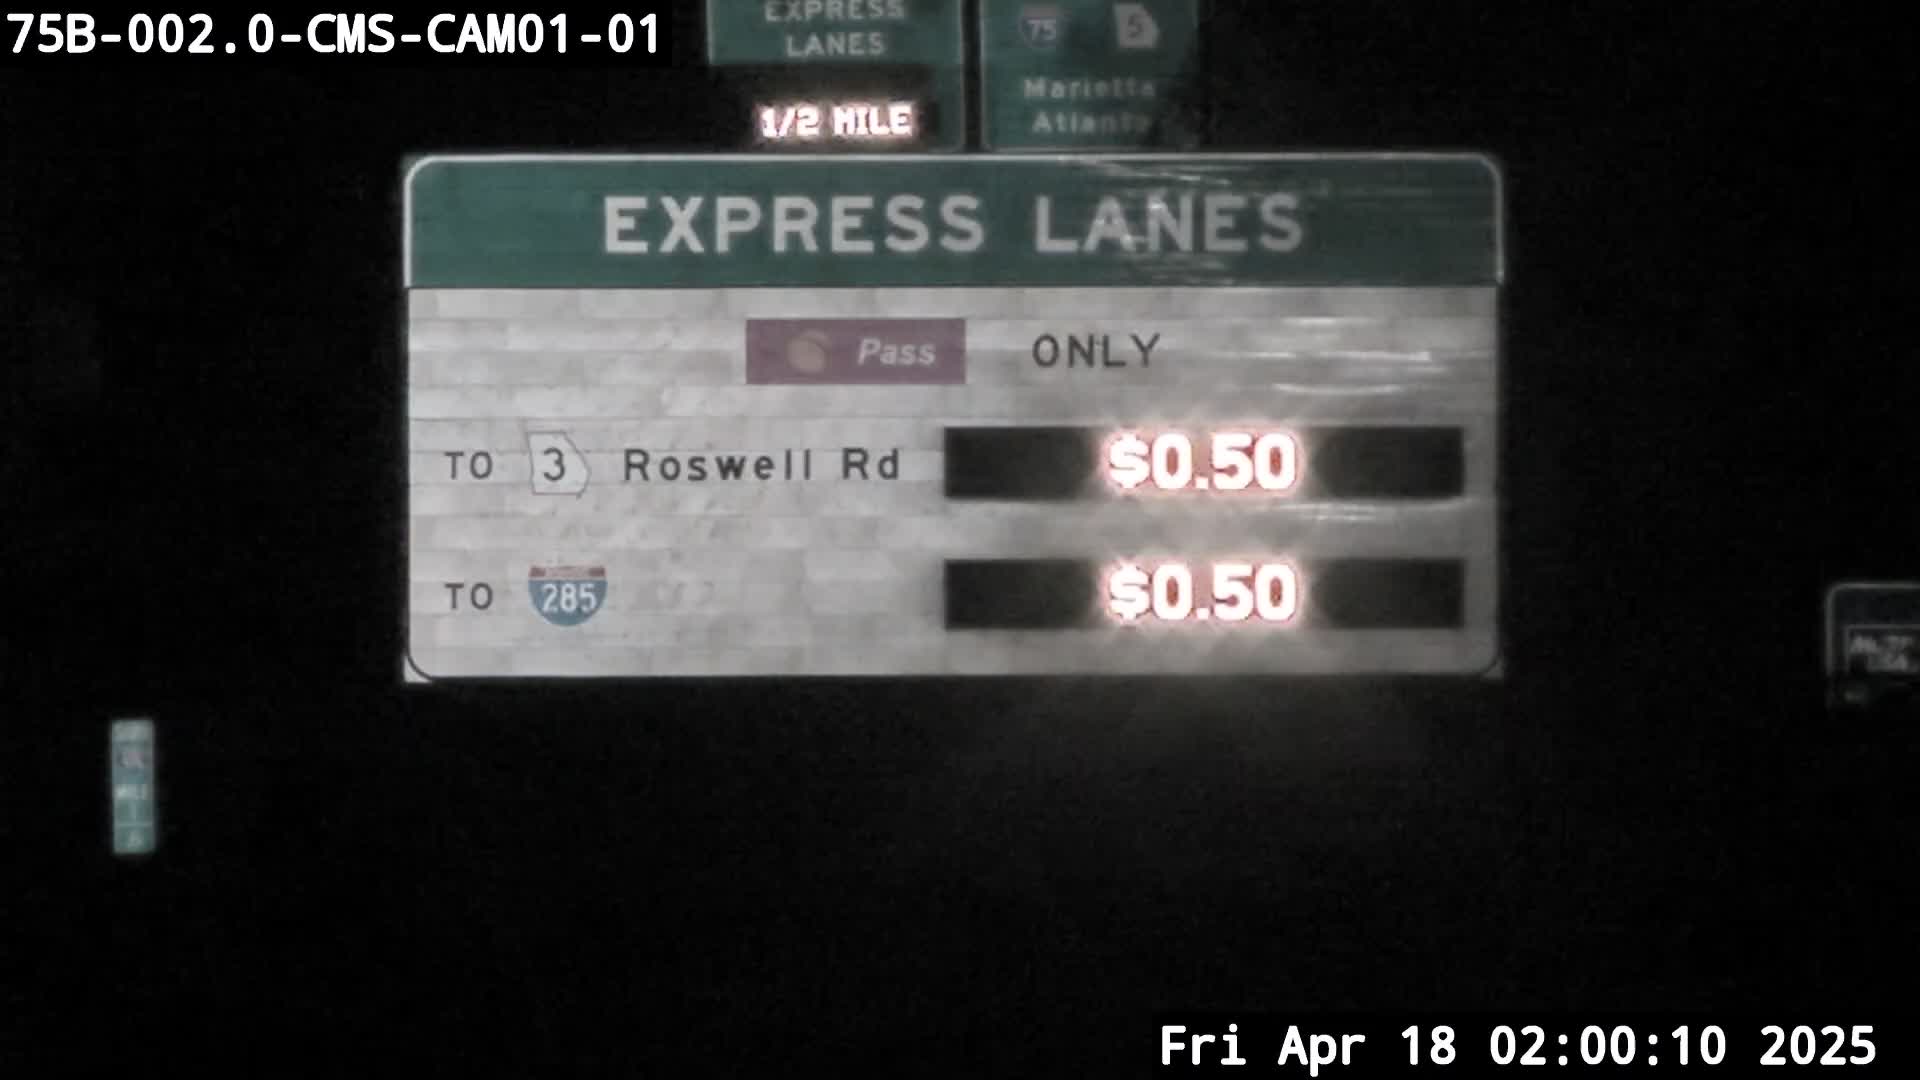 75B-002.0-CMS-CAM01-01
EXPRESS
LANES
1/2 MILE
75 5
Marietta
Atlanta
EXPRESS LANES
Pass ONLY
TO 3 Roswell Rd $0.50
TO 285 $0.50
MILE
Fri Apr 18 02:00:10 2025